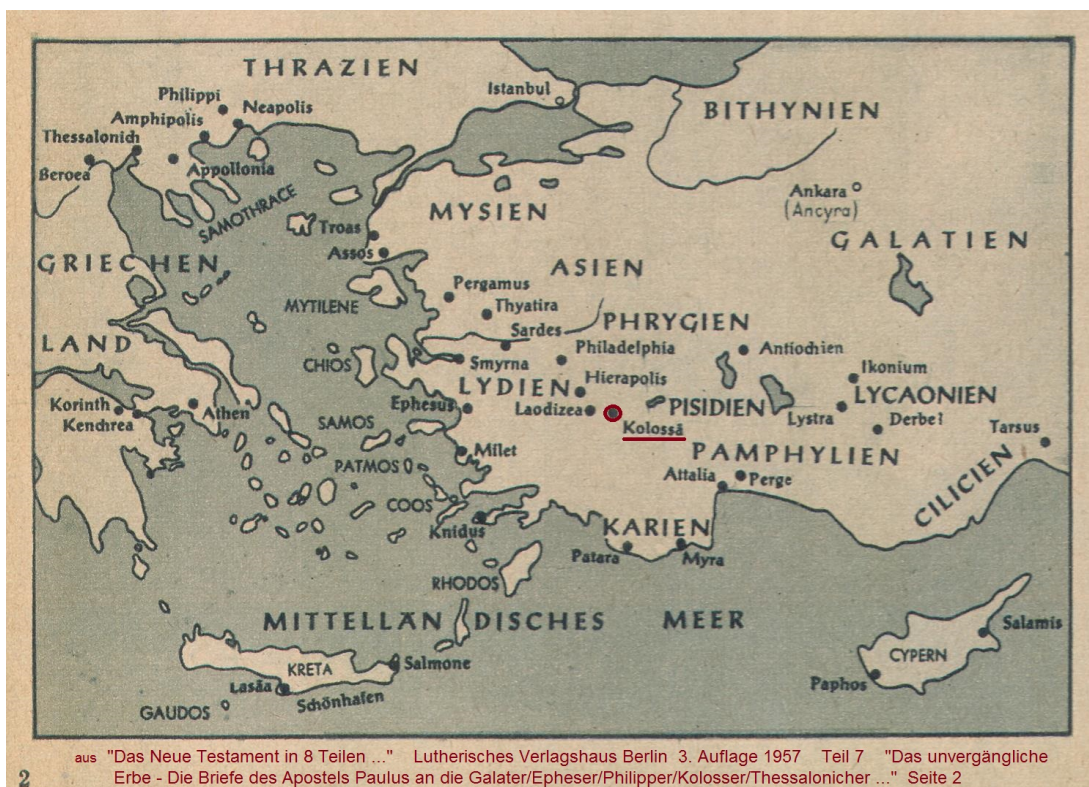 THRAZIEN
Istanbul
Philippi
Neapolis
BITHYNIEN
Amphipolis
Thessalonich
Appollonia
Beroea
SAMOTHRACE
Ankara
(Ancyra)
MYSIEN
Troas
GALATIEN
Assos
GRIECHEN
ASIEN
Pergamus
MYTILENE
Thyatira
PHRYGIEN
Sardes
LAND
Philadelphia
Antiochien
CHIOS
Smyrna
Ikonium
Hierapolis
LYDIEN
LYCAONIEN
Korinth
Athen
Ephesus
Laodizea
PISIDIEN
Lystra
Derbe?
Kenchrea
SAMOS
Kolossä
Tarsus
Milet
PAMPHYLIEN
PATMOS
Attalia
Perge
CILICIEN
COOS
Knidus
KARIEN
Patara
Myra
RHODOS
MITTELLÄN DISCHES MEER
Salamis
KRETA
Salmone
CYPERN
Lasäa
Schönhafen
Paphos
GAUDOS
aus "Das Neue Testament in 8 Teilen ..." Lutherisches Verlagshaus Berlin 3. Auflage 1957 Teil 7 "Das unvergängliche
2
Erbe - Die Briefe des Apostels Paulus an die Galater/Epheser/Philipper/Kolosser/Thessalonicher ..." Seite 2